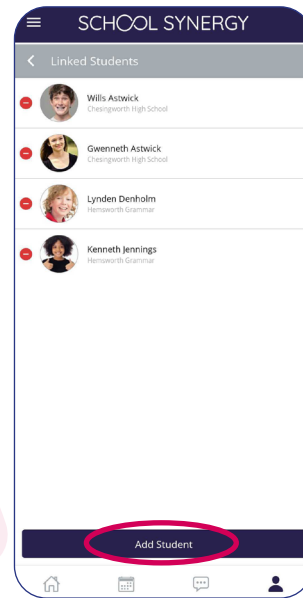 SCHOOL SYNERGY
Linked Students
Wills Astwick
Chesingworth High School
Gwenneth Astwick
Chesingworth High School
Lynden Denholm
Hemsworth Grammar
Kenneth Jennings
Hemsworth Grammar
Add Student